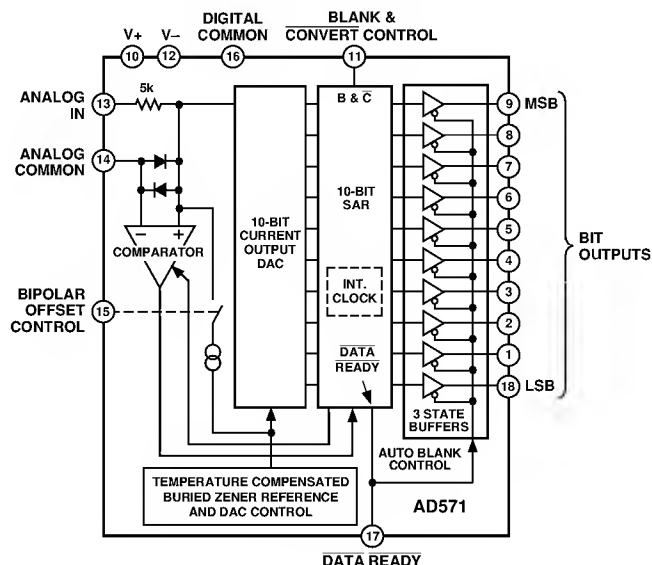 V+
10
V–
12
DIGITAL
COMMON
16
BLANK &
CONVERT CONTROL
11
ANALOG
IN
13
5k
B & C
9
MSB
ANALOG
COMMON
14
8
7
– +
COMPARATOR
10-BIT
CURRENT
OUTPUT
DAC
10-BIT
SAR
6
5
BIT
OUTPUTS
4
BIPOLAR
OFFSET
CONTROL
15
INT.
CLOCK
3
2
DATA
READY
1
18
LSB
3 STATE
BUFFERS
AUTO BLANK
CONTROL
TEMPERATURE COMPENSATED
BURIED ZENER REFERENCE
AND DAC CONTROL
AD571
17
DATA READY